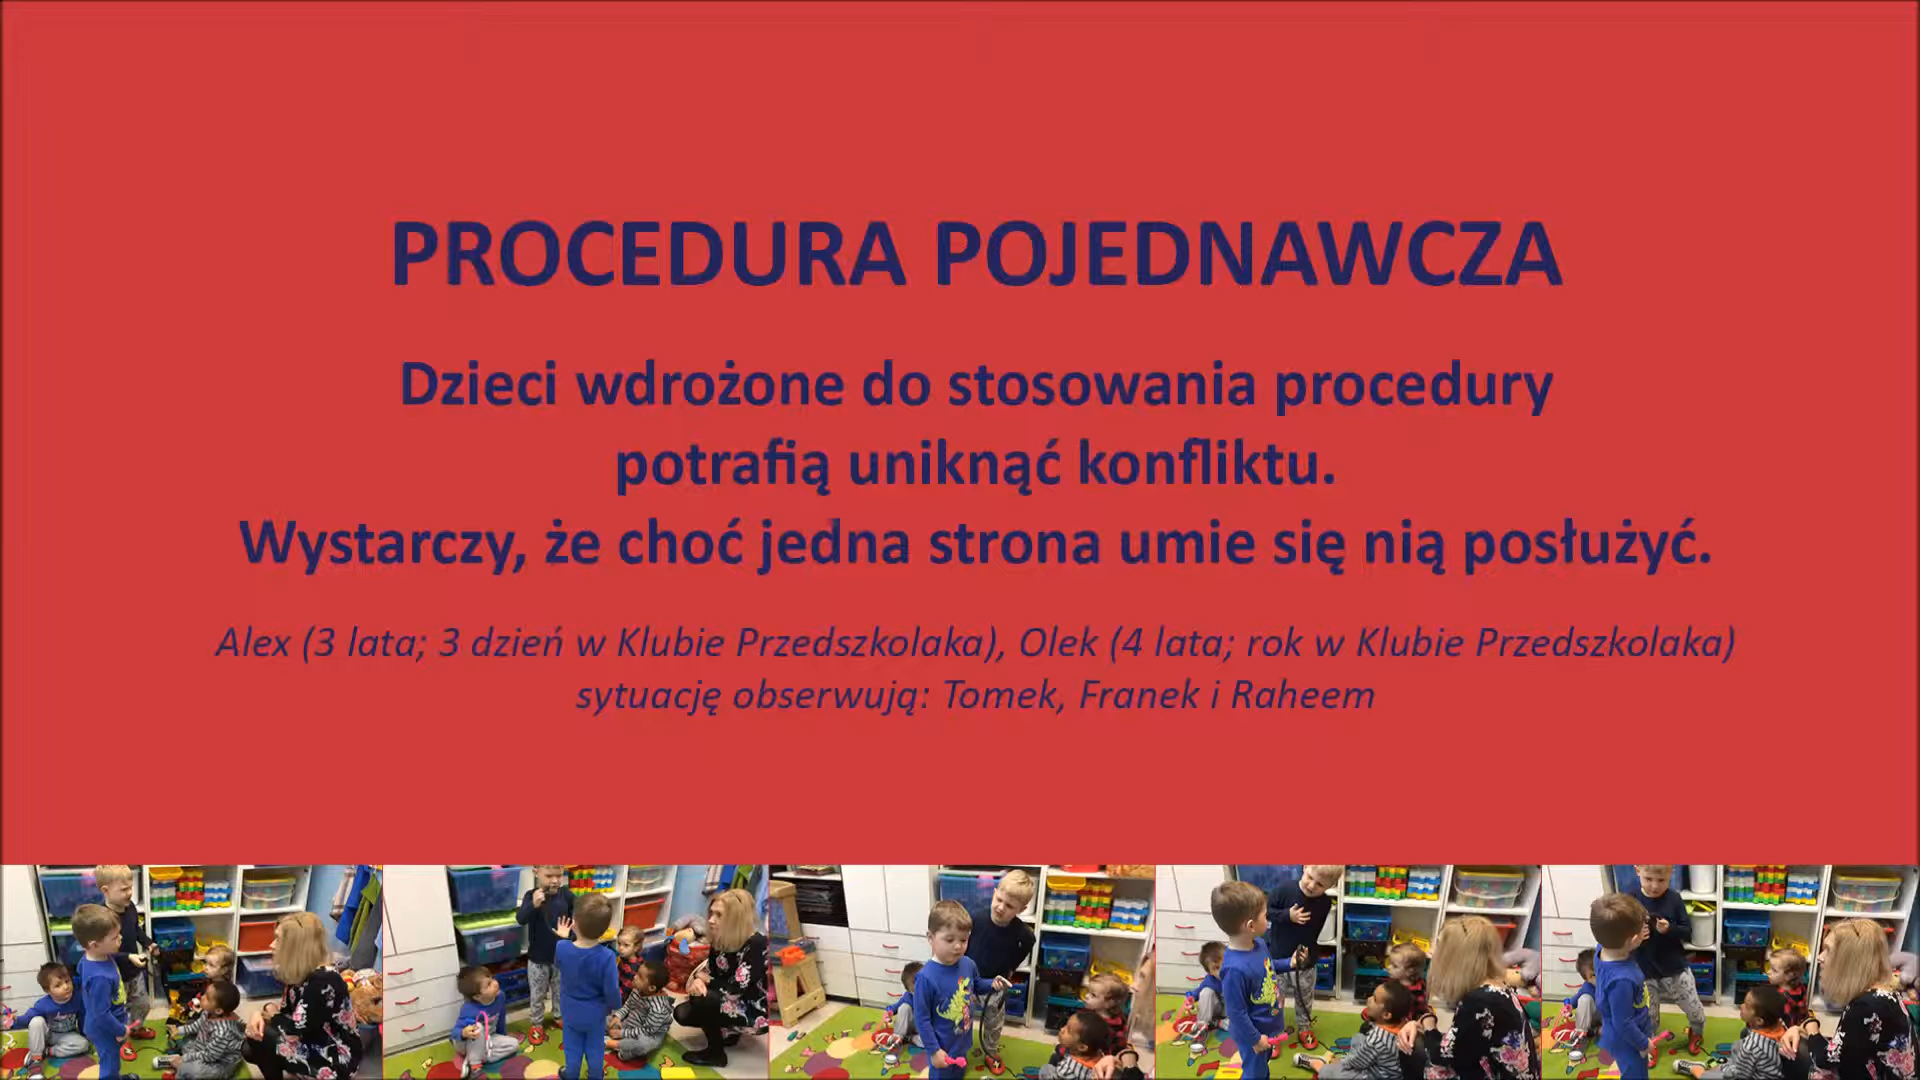 PROCEDURA POJEDNAWCZA
Dzieci wdrożone do stosowania procedury
potrafią uniknąć konfliktu.
Wystarczy, że choć jedna strona umie się nią posłużyć.
Alex (3 lata; 3 dzień w Klubie Przedszkolaka), Olek (4 lata; rok w Klubie Przedszkolaka)
sytuację obserwują: Tomek, Franek i Raheem